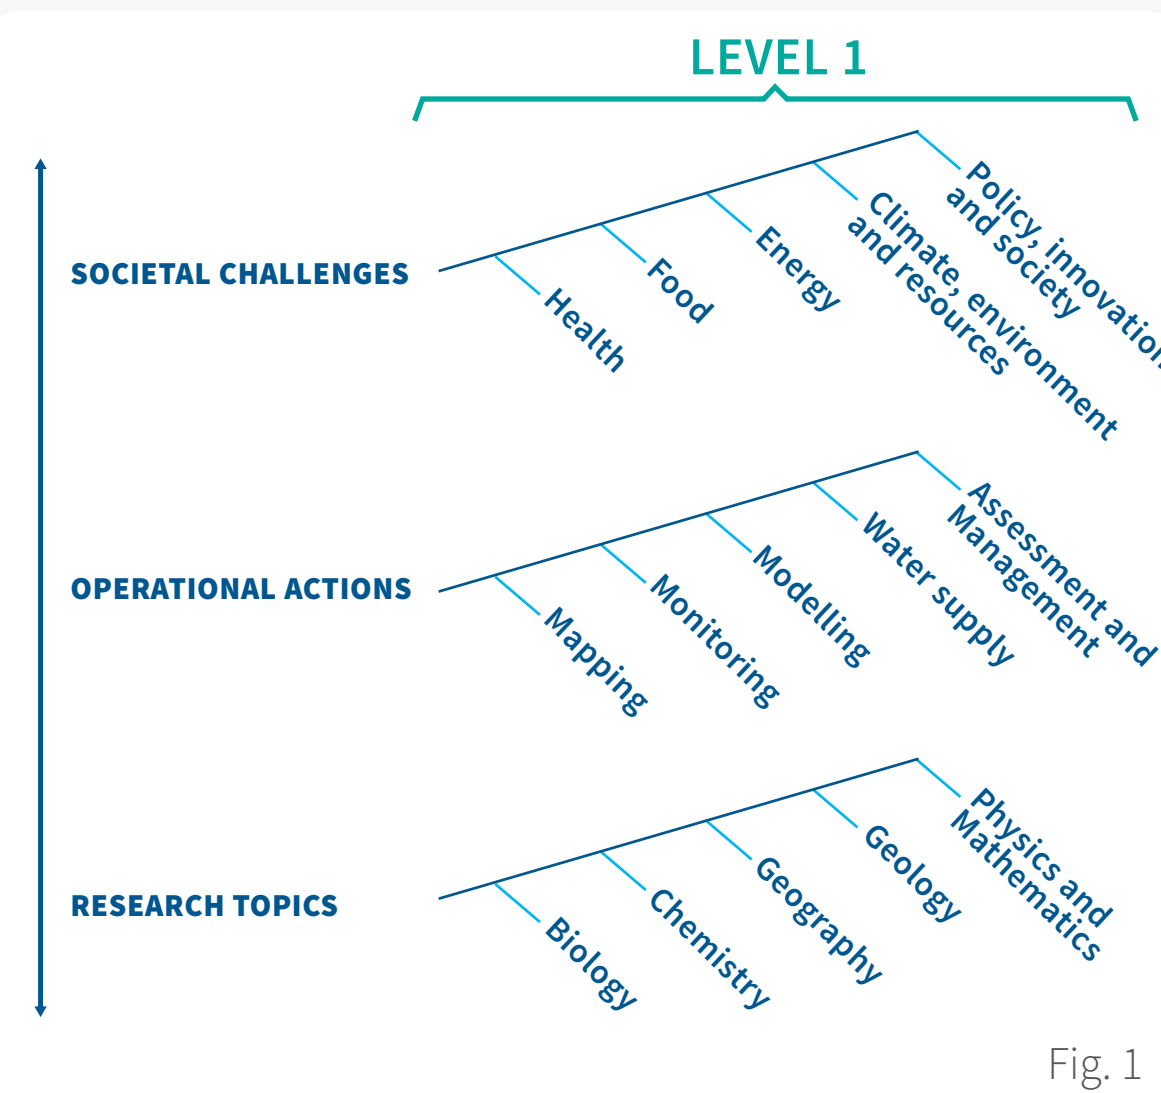 LEVEL 1
SOCIETAL CHALLENGES
Health
Food
Energy
Climate, environment
and resources
Policy, innovation
and society
OPERATIONAL ACTIONS
Mapping
Monitoring
Modelling
Water supply
Assessment and
Management
RESEARCH TOPICS
Biology
Chemistry
Geography
Geology
Physics and
Mathematics
Fig. 1